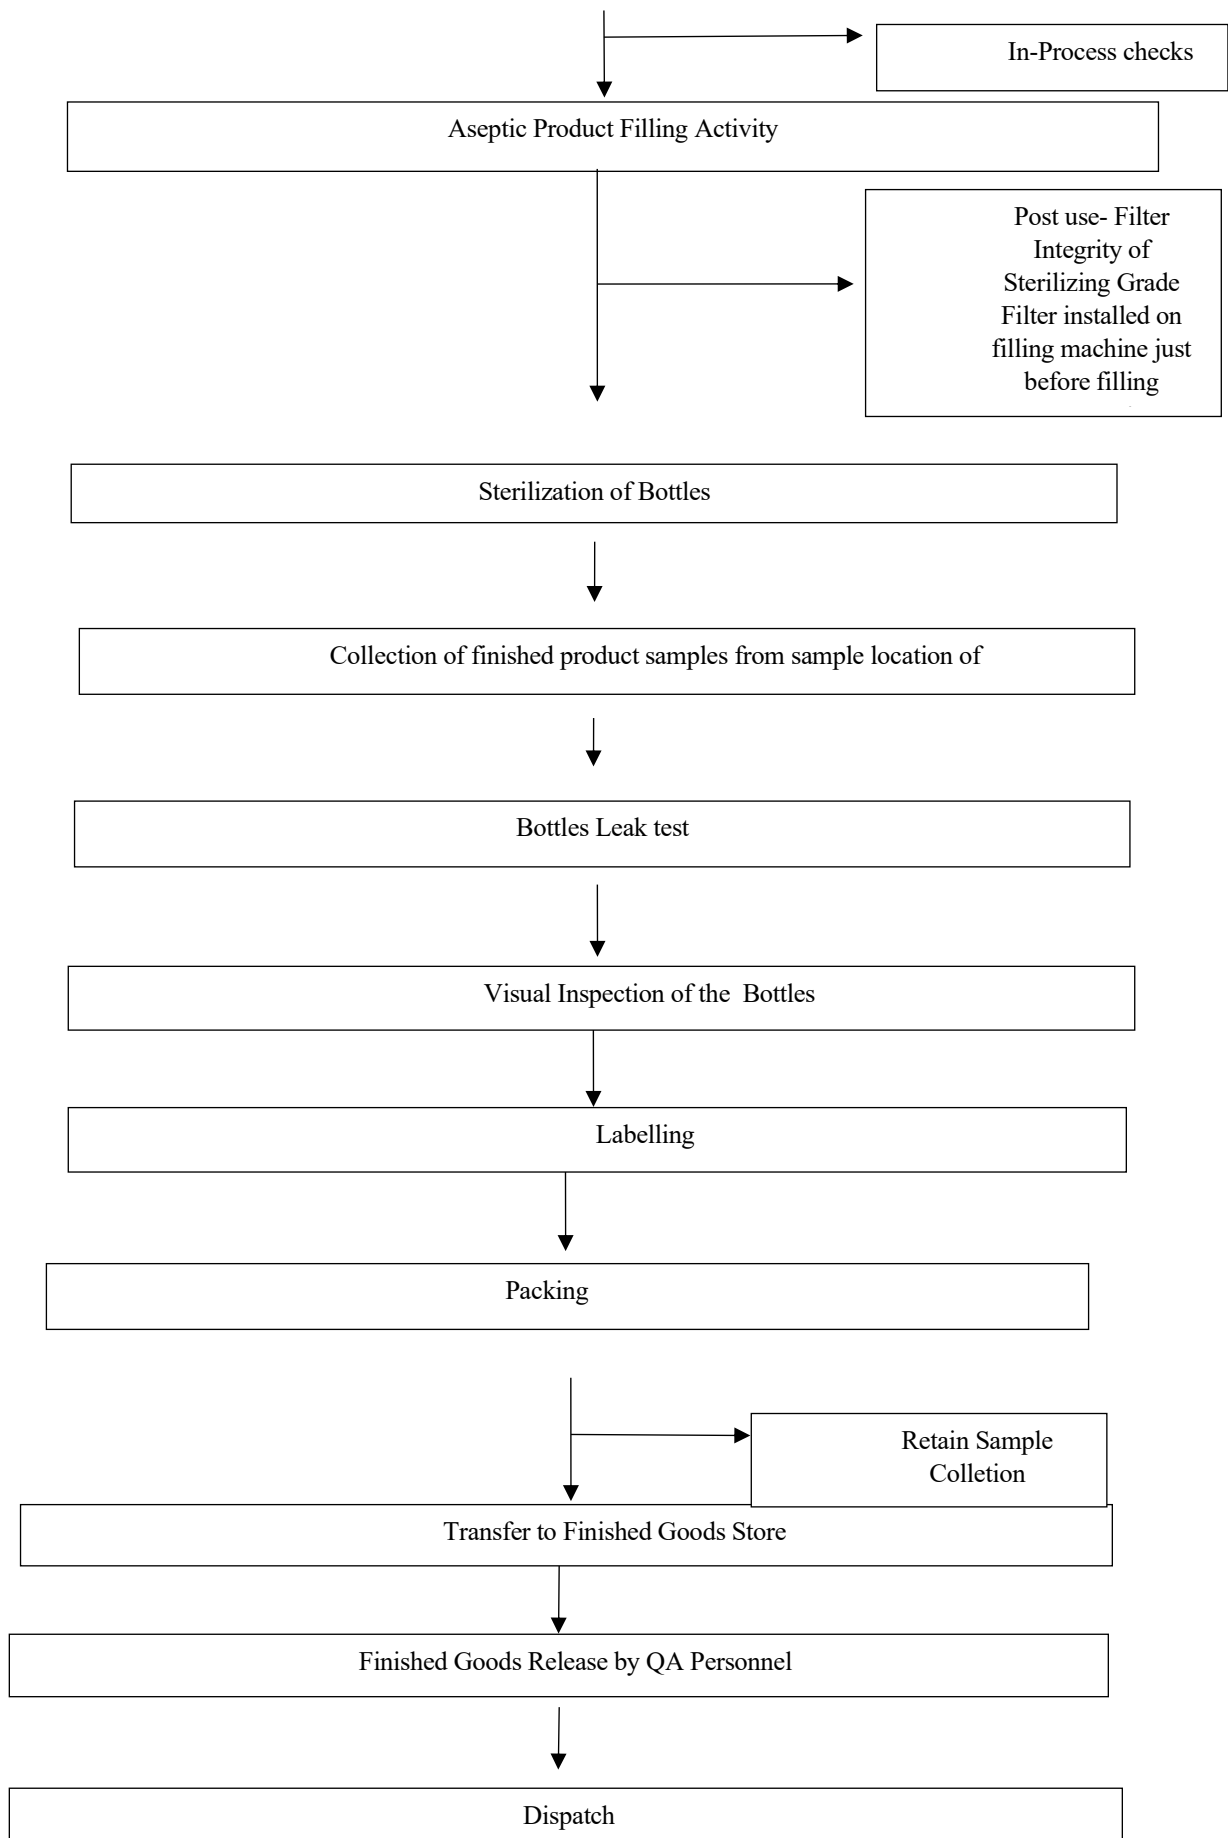 In-Process checks
Aseptic Product Filling Activity
Post use- Filter
Integrity of
Sterilizing Grade
Filter installed on
filling machine just
before filling
Sterilization of Bottles
Collection of finished product samples from sample location of
Bottles Leak test
Visual Inspection of the  Bottles
Labelling
Packing
Retain Sample
Colletion
Transfer to Finished Goods Store
Finished Goods Release by QA Personnel
Dispatch